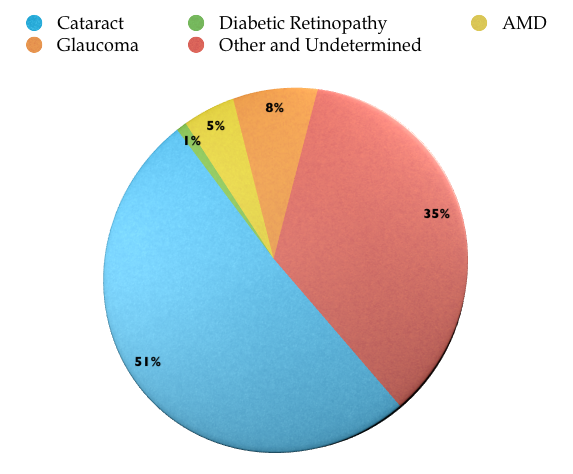 Cataract
Diabetic Retinopathy
AMD
Glaucoma
Other and Undetermined
8%
5%
1%
35%
51%